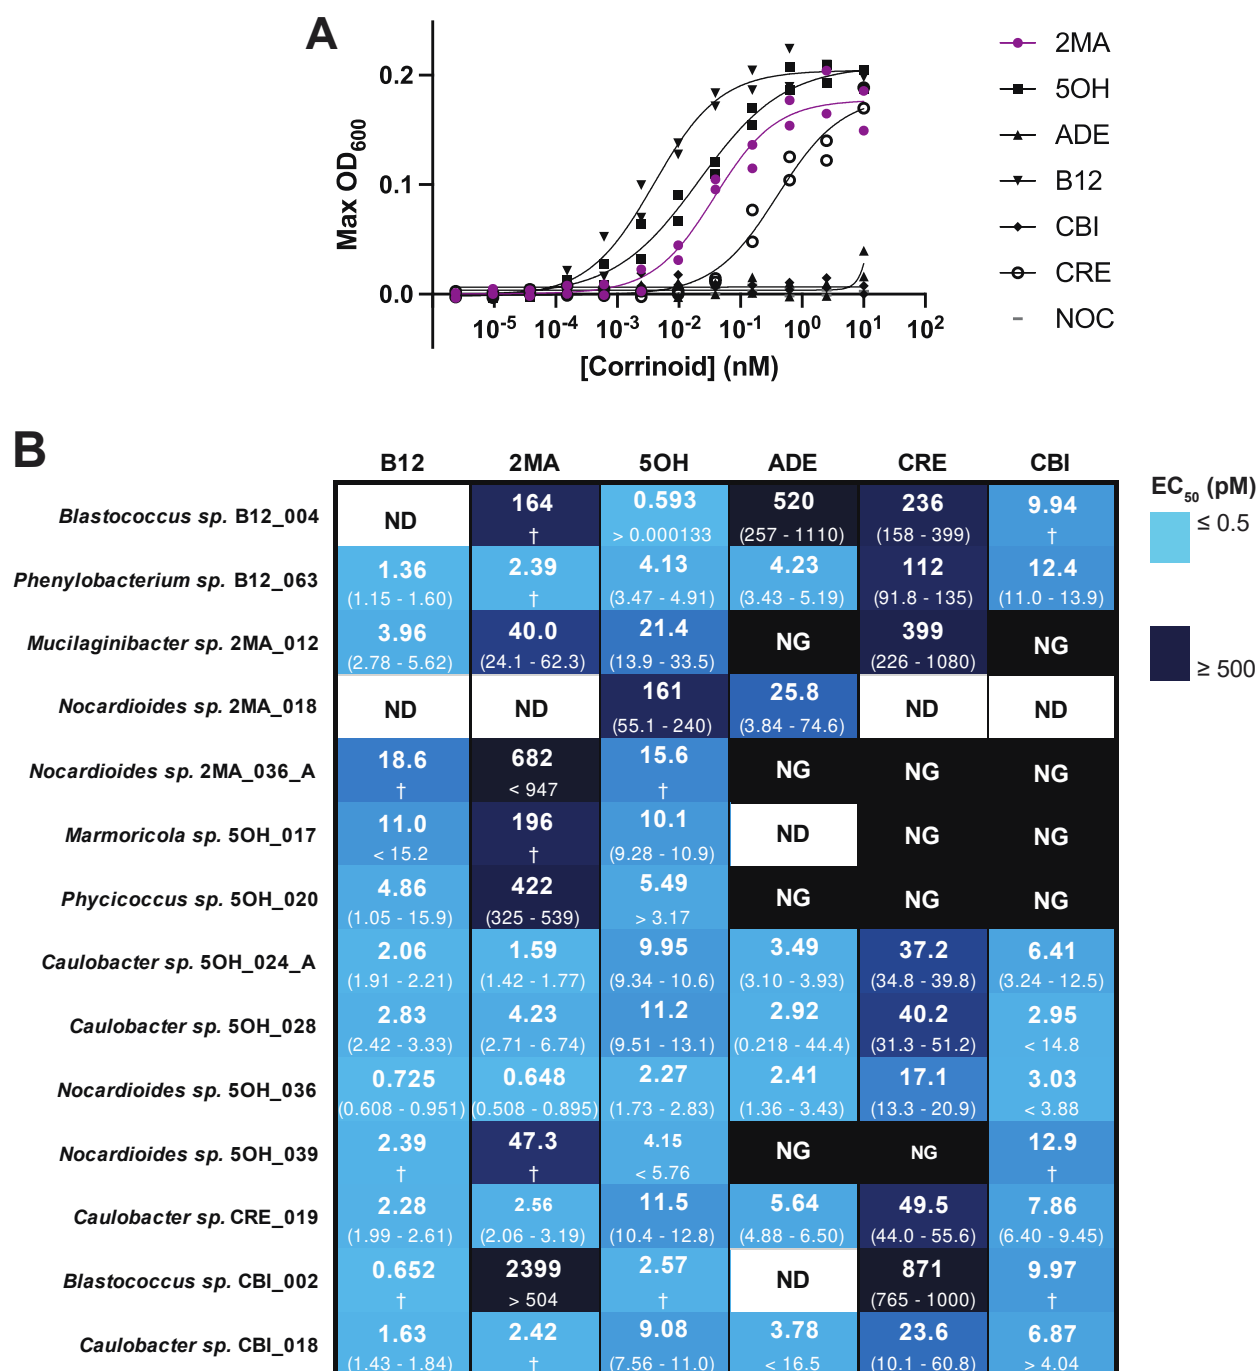 A
2MA
5OH
ADE
B12
CBI
CRE
NOC
Max OD600
0.2
0.1
0.0
10-5 10-4 10-3 10-2 10-1 100 101 102
[Corrinoid] (nM)
B
B12 2MA 5OH ADE CRE CBI
EC50 (pM)
≤ 0.5
≥ 500
Blastococcus sp. B12_004 ND 164 0.593 520 236 9.94
† > 0.000133 (257 - 1110) (158 - 399) †
Phenylobacterium sp. B12_063 1.36 2.39 4.13 4.23 112 12.4
(1.15 - 1.60) † (3.47 - 4.91) (3.43 - 5.19) (91.8 - 135) (11.0 - 13.9)
Mucilaginibacter sp. 2MA_012 3.96 40.0 21.4 NG 399 NG
(2.78 - 5.62) (24.1 - 62.3) (13.9 - 33.5) (226 - 1080)
Nocardioides sp. 2MA_018 ND ND 161 25.8 ND ND
(55.1 - 240) (3.84 - 74.6)
Nocardioides sp. 2MA_036_A 18.6 682 15.6 NG NG NG
† < 947 †
Marmoricola sp. 5OH_017 11.0 196 10.1 ND NG NG
< 15.2 † (9.28 - 10.9)
Phycicoccus sp. 5OH_020 4.86 422 5.49 NG NG NG
(1.05 - 15.9) (325 - 539) > 3.17
Caulobacter sp. 5OH_024_A 2.06 1.59 9.95 3.49 37.2 6.41
(1.91 - 2.21) (1.42 - 1.77) (9.34 - 10.6) (3.10 - 3.93) (34.8 - 39.8) (3.24 - 12.5)
Caulobacter sp. 5OH_028 2.83 4.23 11.2 2.92 40.2 2.95
(2.42 - 3.33) (2.71 - 6.74) (9.51 - 13.1) (0.218 - 44.4) (31.3 - 51.2) < 14.8
Nocardioides sp. 5OH_036 0.725 0.648 2.27 2.41 17.1 3.03
(0.608 - 0.951) (0.508 - 0.895) (1.73 - 2.83) (1.36 - 3.43) (13.3 - 20.9) < 3.88
Nocardioides sp. 5OH_039 2.39 47.3 4.15 NG NG 12.9
† † < 5.76 †
Caulobacter sp. CRE_019 2.28 2.56 11.5 5.64 49.5 7.86
(1.99 - 2.61) (2.06 - 3.19) (10.4 - 12.8) (4.88 - 6.50) (44.0 - 55.6) (6.40 - 9.45)
Blastococcus sp. CBI_002 0.652 2399 2.57 ND 871 9.97
† > 504 † (765 - 1000) †
Caulobacter sp. CBI_018 1.63 2.42 9.08 3.78 23.6 6.87
(1.43 - 1.84) † (7.56 - 11.0) < 16.5 (10.1 - 60.8) > 4.04